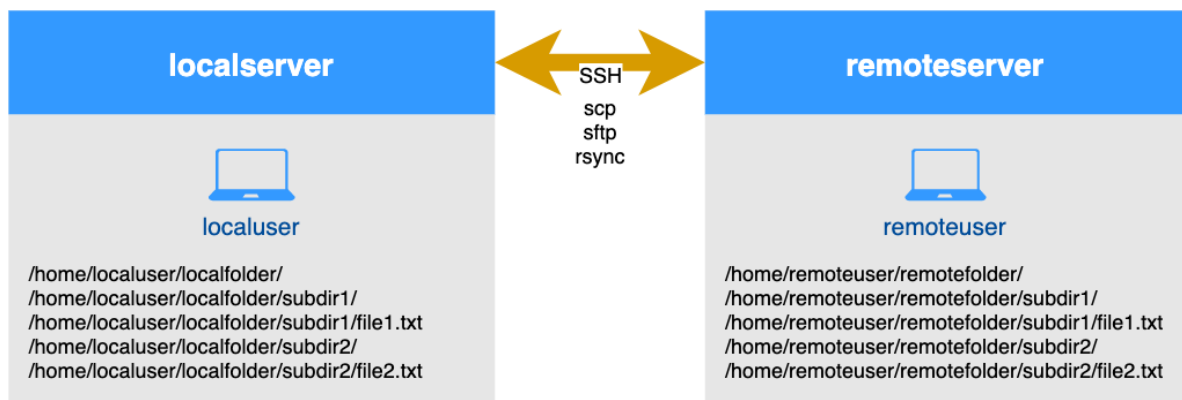 localserver
SSH
scp
sftp
rsync
remoteserver
localuser
/home/localuser/localfolder/
/home/localuser/localfolder/subdir1/
/home/localuser/localfolder/subdir1/file1.txt
/home/localuser/localfolder/subdir2/
/home/localuser/localfolder/subdir2/file2.txt
remoteuser
/home/remoteuser/remotefolder/
/home/remoteuser/remotefolder/subdir1/
/home/remoteuser/remotefolder/subdir1/file1.txt
/home/remoteuser/remotefolder/subdir2/
/home/remoteuser/remotefolder/subdir2/file2.txt